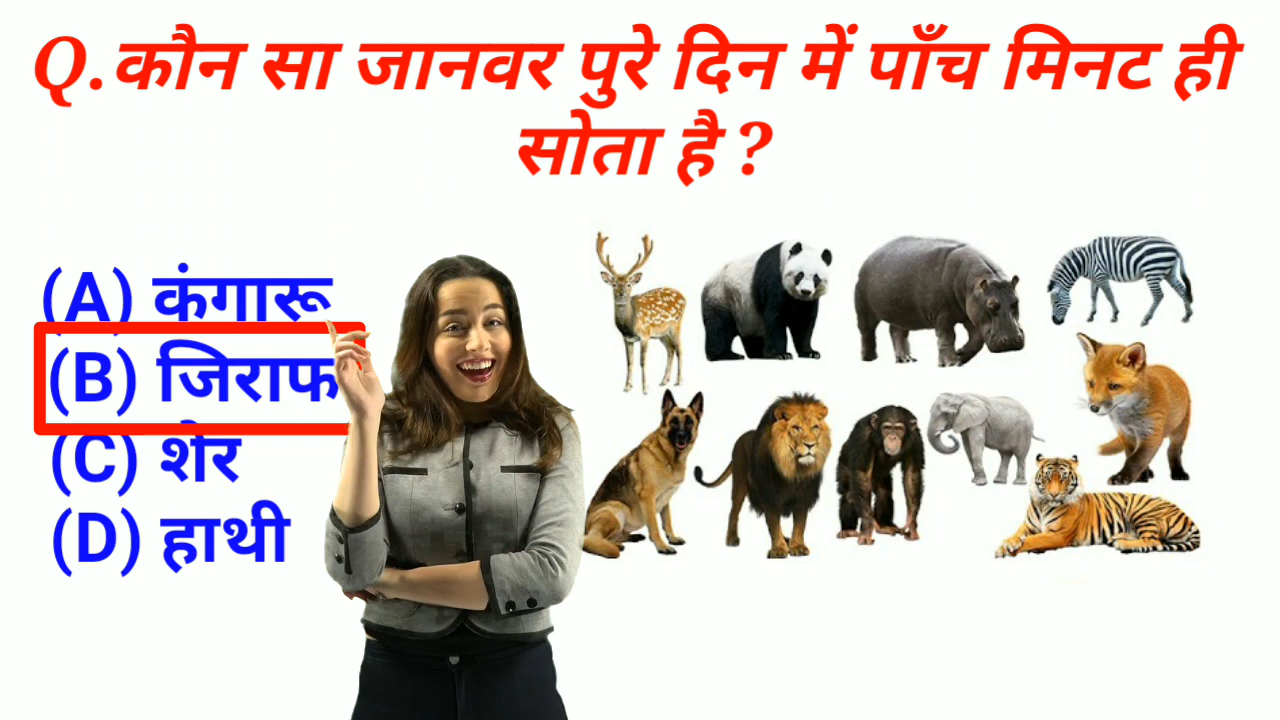 Q.कौन सा जानवर पुरे दिन में पाँच मिनट ही
सोता है ?
(A) कंगारू
(B) जिराफ
(C) शेर
(D) हाथी